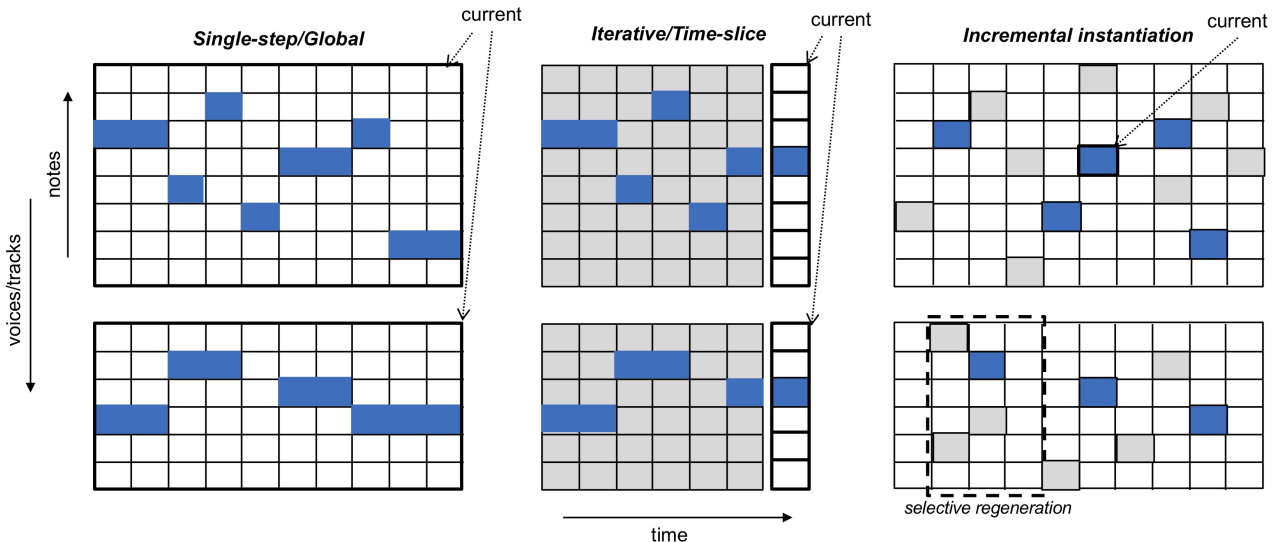 Single-step/Global
current
Iterative/Time-slice
current
Incremental instantiation
current
notes
voices/tracks
selective regeneration
time